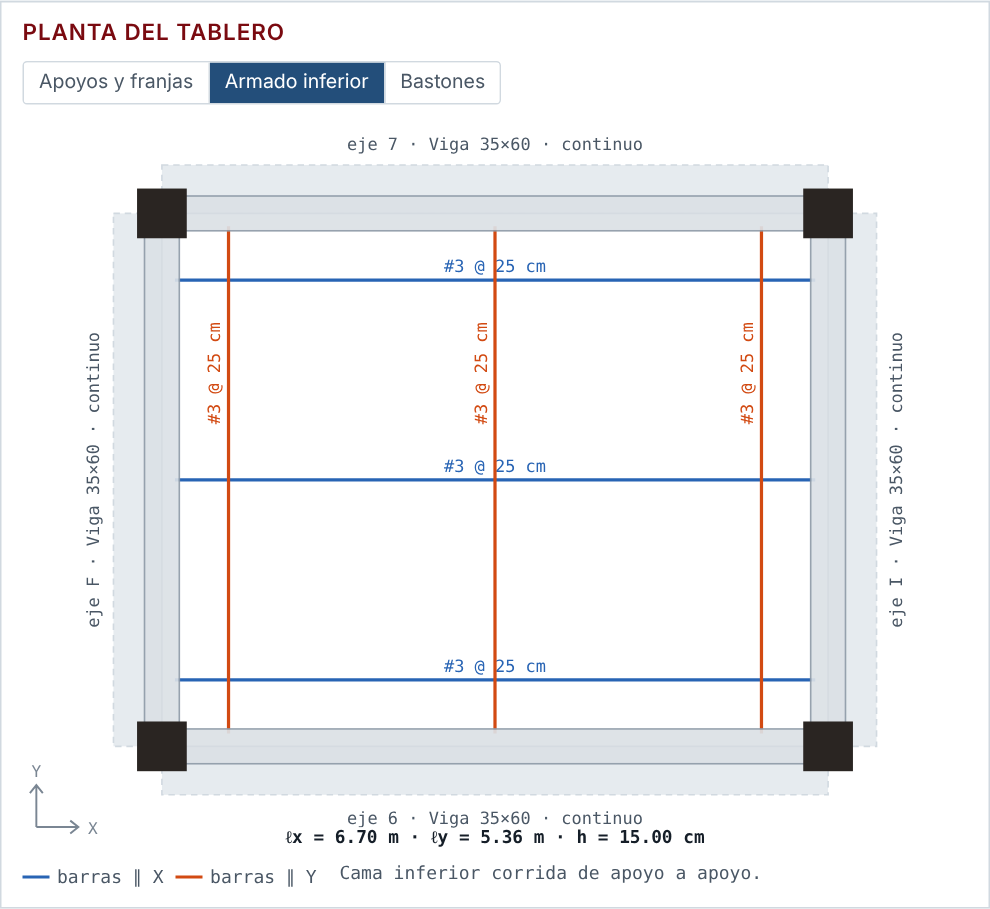 PLANTA DEL TABLERO
Apoyos y franjas
Armado inferior
Bastones
eje 7 · Viga 35×60 · continuo
#3 @ 25 cm
#3 @ 25 cm
#3 @ 25 cm
#3 @ 25 cm
eje F · Viga 35×60 · continuo
eje I · Viga 35×60 · continuo
#3 @ 25 cm
#3 @ 25 cm
Y
X
eje 6 · Viga 35×60 · continuo
ℓx = 6.70 m · ℓy = 5.36 m · h = 15.00 cm
barras ∥ X
barras ∥ Y
Cama inferior corrida de apoyo a apoyo.